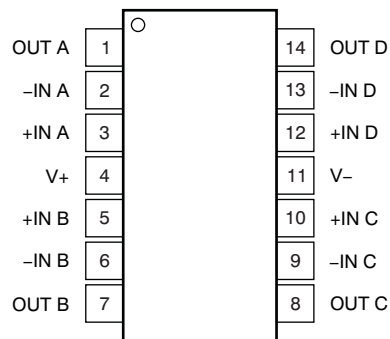 OUT A 1 14 OUT D
−IN A 2 13 −IN D
+IN A 3 12 +IN D
V+ 4 11 V−
+IN B 5 10 +IN C
−IN B 6 9 −IN C
OUT B 7 8 OUT C